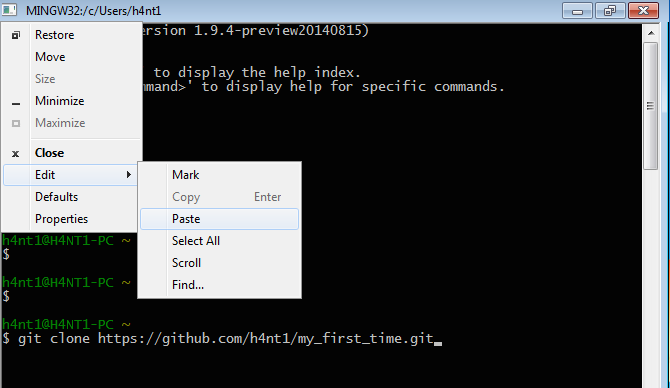 MINGW32:/c/Users/h4nt1
Restore
Move
Size
Minimize
Maximize
Close
Edit
Defaults
Properties
Mark
Copy Enter
Paste
Select All
Scroll
Find...
ersion 1.9.4-preview20140815)
to display the help index.
mmand>' to display help for specific commands.
h4nt1@H4NT1-PC ~
$
h4nt1@H4NT1-PC ~
$
h4nt1@H4NT1-PC ~
$ git clone https://github.com/h4nt1/my_first_time.git